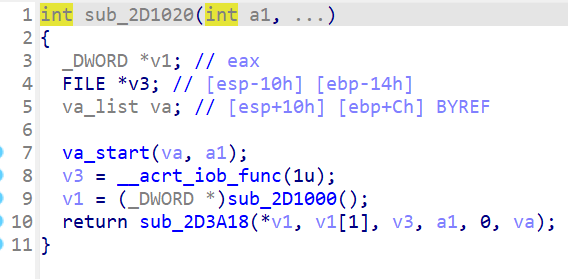 1 int sub_2D1020(int a1, ...)
2 {
3 _DWORD *v1; // eax
4 FILE *v3; // [esp-10h] [ebp-14h]
5 va_list va; // [esp+10h] [ebp+Ch] BYREF
6
7 va_start(va, a1);
8 v3 = __acrt_iob_func(1u);
9 v1 = (_DWORD *)sub_2D1000();
10 return sub_2D3A18(*v1, v1[1], v3, a1, 0, va);
11 }